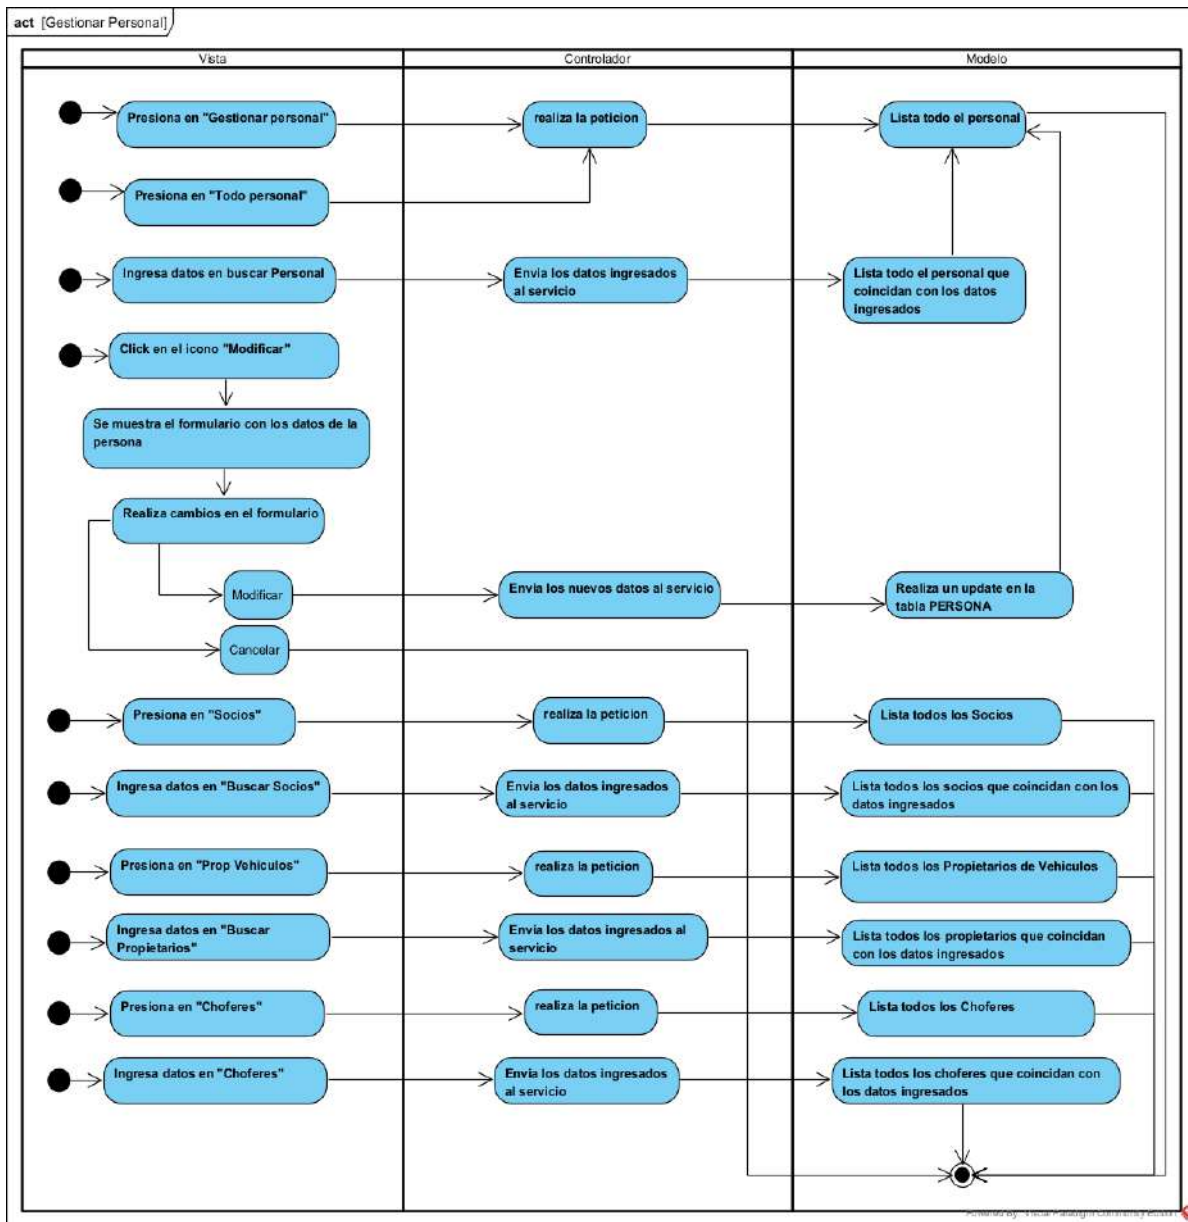 act [Gestionar Personal]
Vista
Controlador
Modelo
Presiona en "Gestionar personal"
realiza la peticion
Lista todo el personal
Presiona en "Todo personal"
Ingresa datos en buscar Personal
Envia los datos ingresados
al servicio
Lista todo el personal que
coincidan con los datos
ingresados
Click en el icono "Modificar"
Se muestra el formulario con los datos de la
persona
Realiza cambios en el formulario
Modificar
Envia los nuevos datos al servicio
Realiza un update en la
tabla PERSONA
Cancelar
Presiona en "Socios"
realiza la peticion
Lista todos los Socios
Ingresa datos en "Buscar Socios"
Envia los datos ingresados
al servicio
Lista todos los socios que coincidan con los
datos ingresados
Presiona en "Prop Vehiculos"
realiza la peticion
Lista todos los Propietarios de Vehiculos
Ingresa datos en "Buscar
Propietarios"
Envia los datos ingresados al
servicio
Lista todos los propietarios que coincidan
con los datos ingresados
Presiona en "Choferes"
realiza la peticion
Lista todos los Choferes
Ingresa datos en "Choferes"
Envia los datos ingresados
al servicio
Lista todos los choferes que coincidan con
los datos ingresados
Powered By Visual Paradigm Community Edition